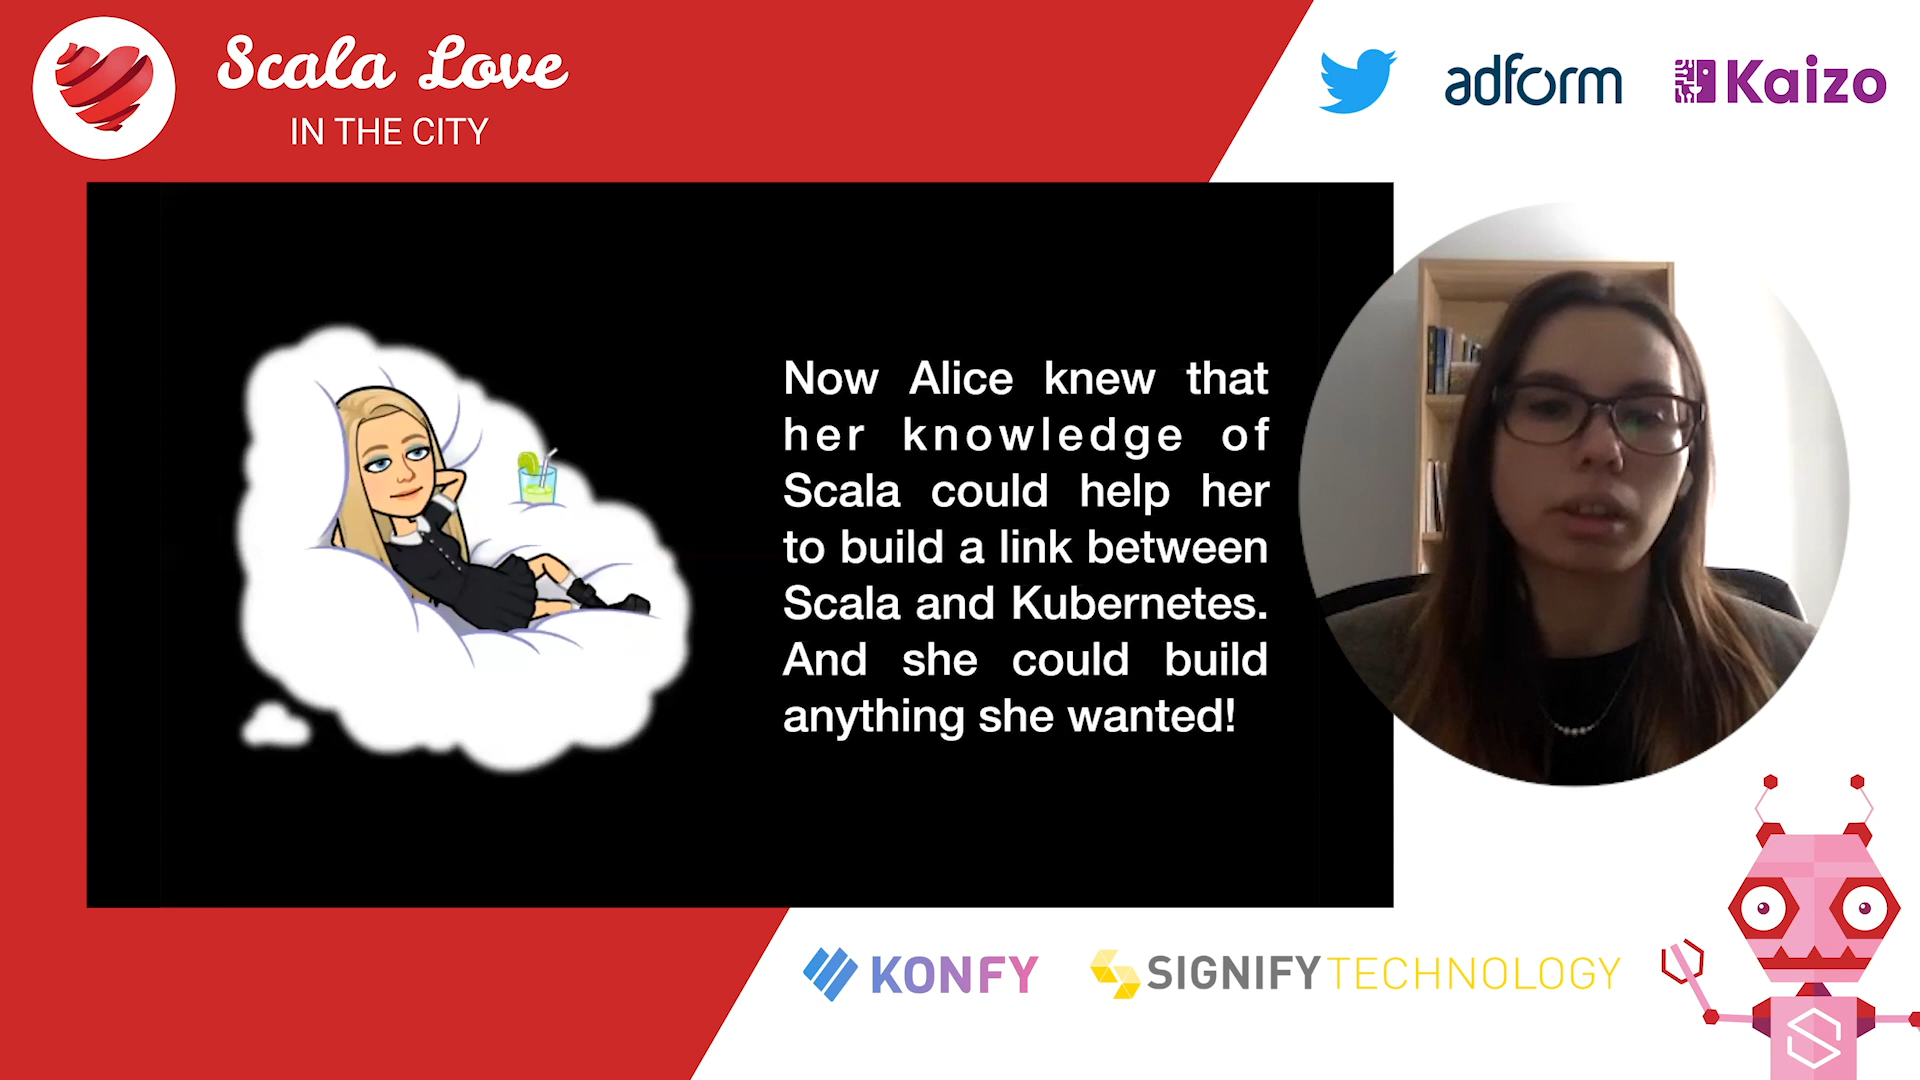 Scala Love
IN THE CITY
adform
Kaizo
Now Alice knew that
her knowledge of
Scala could help her
to build a link between
Scala and Kubernetes.
And she could build
anything she wanted!
KONFY
SIGNIFY TECHNOLOGY